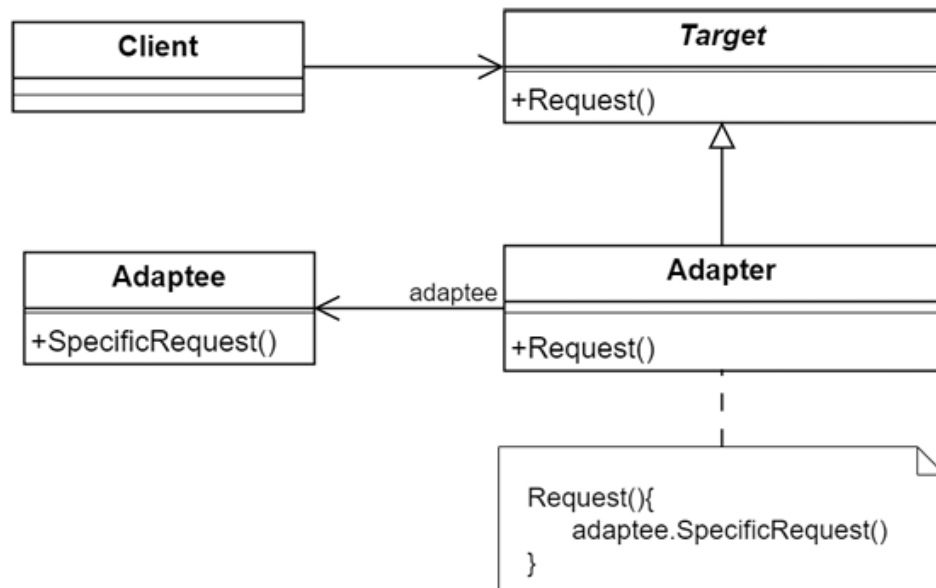 Client
Target
+Request()
Adaptee
+SpecificRequest()
adaptee
Adapter
+Request()
Request(){
adaptee.SpecificRequest()
}